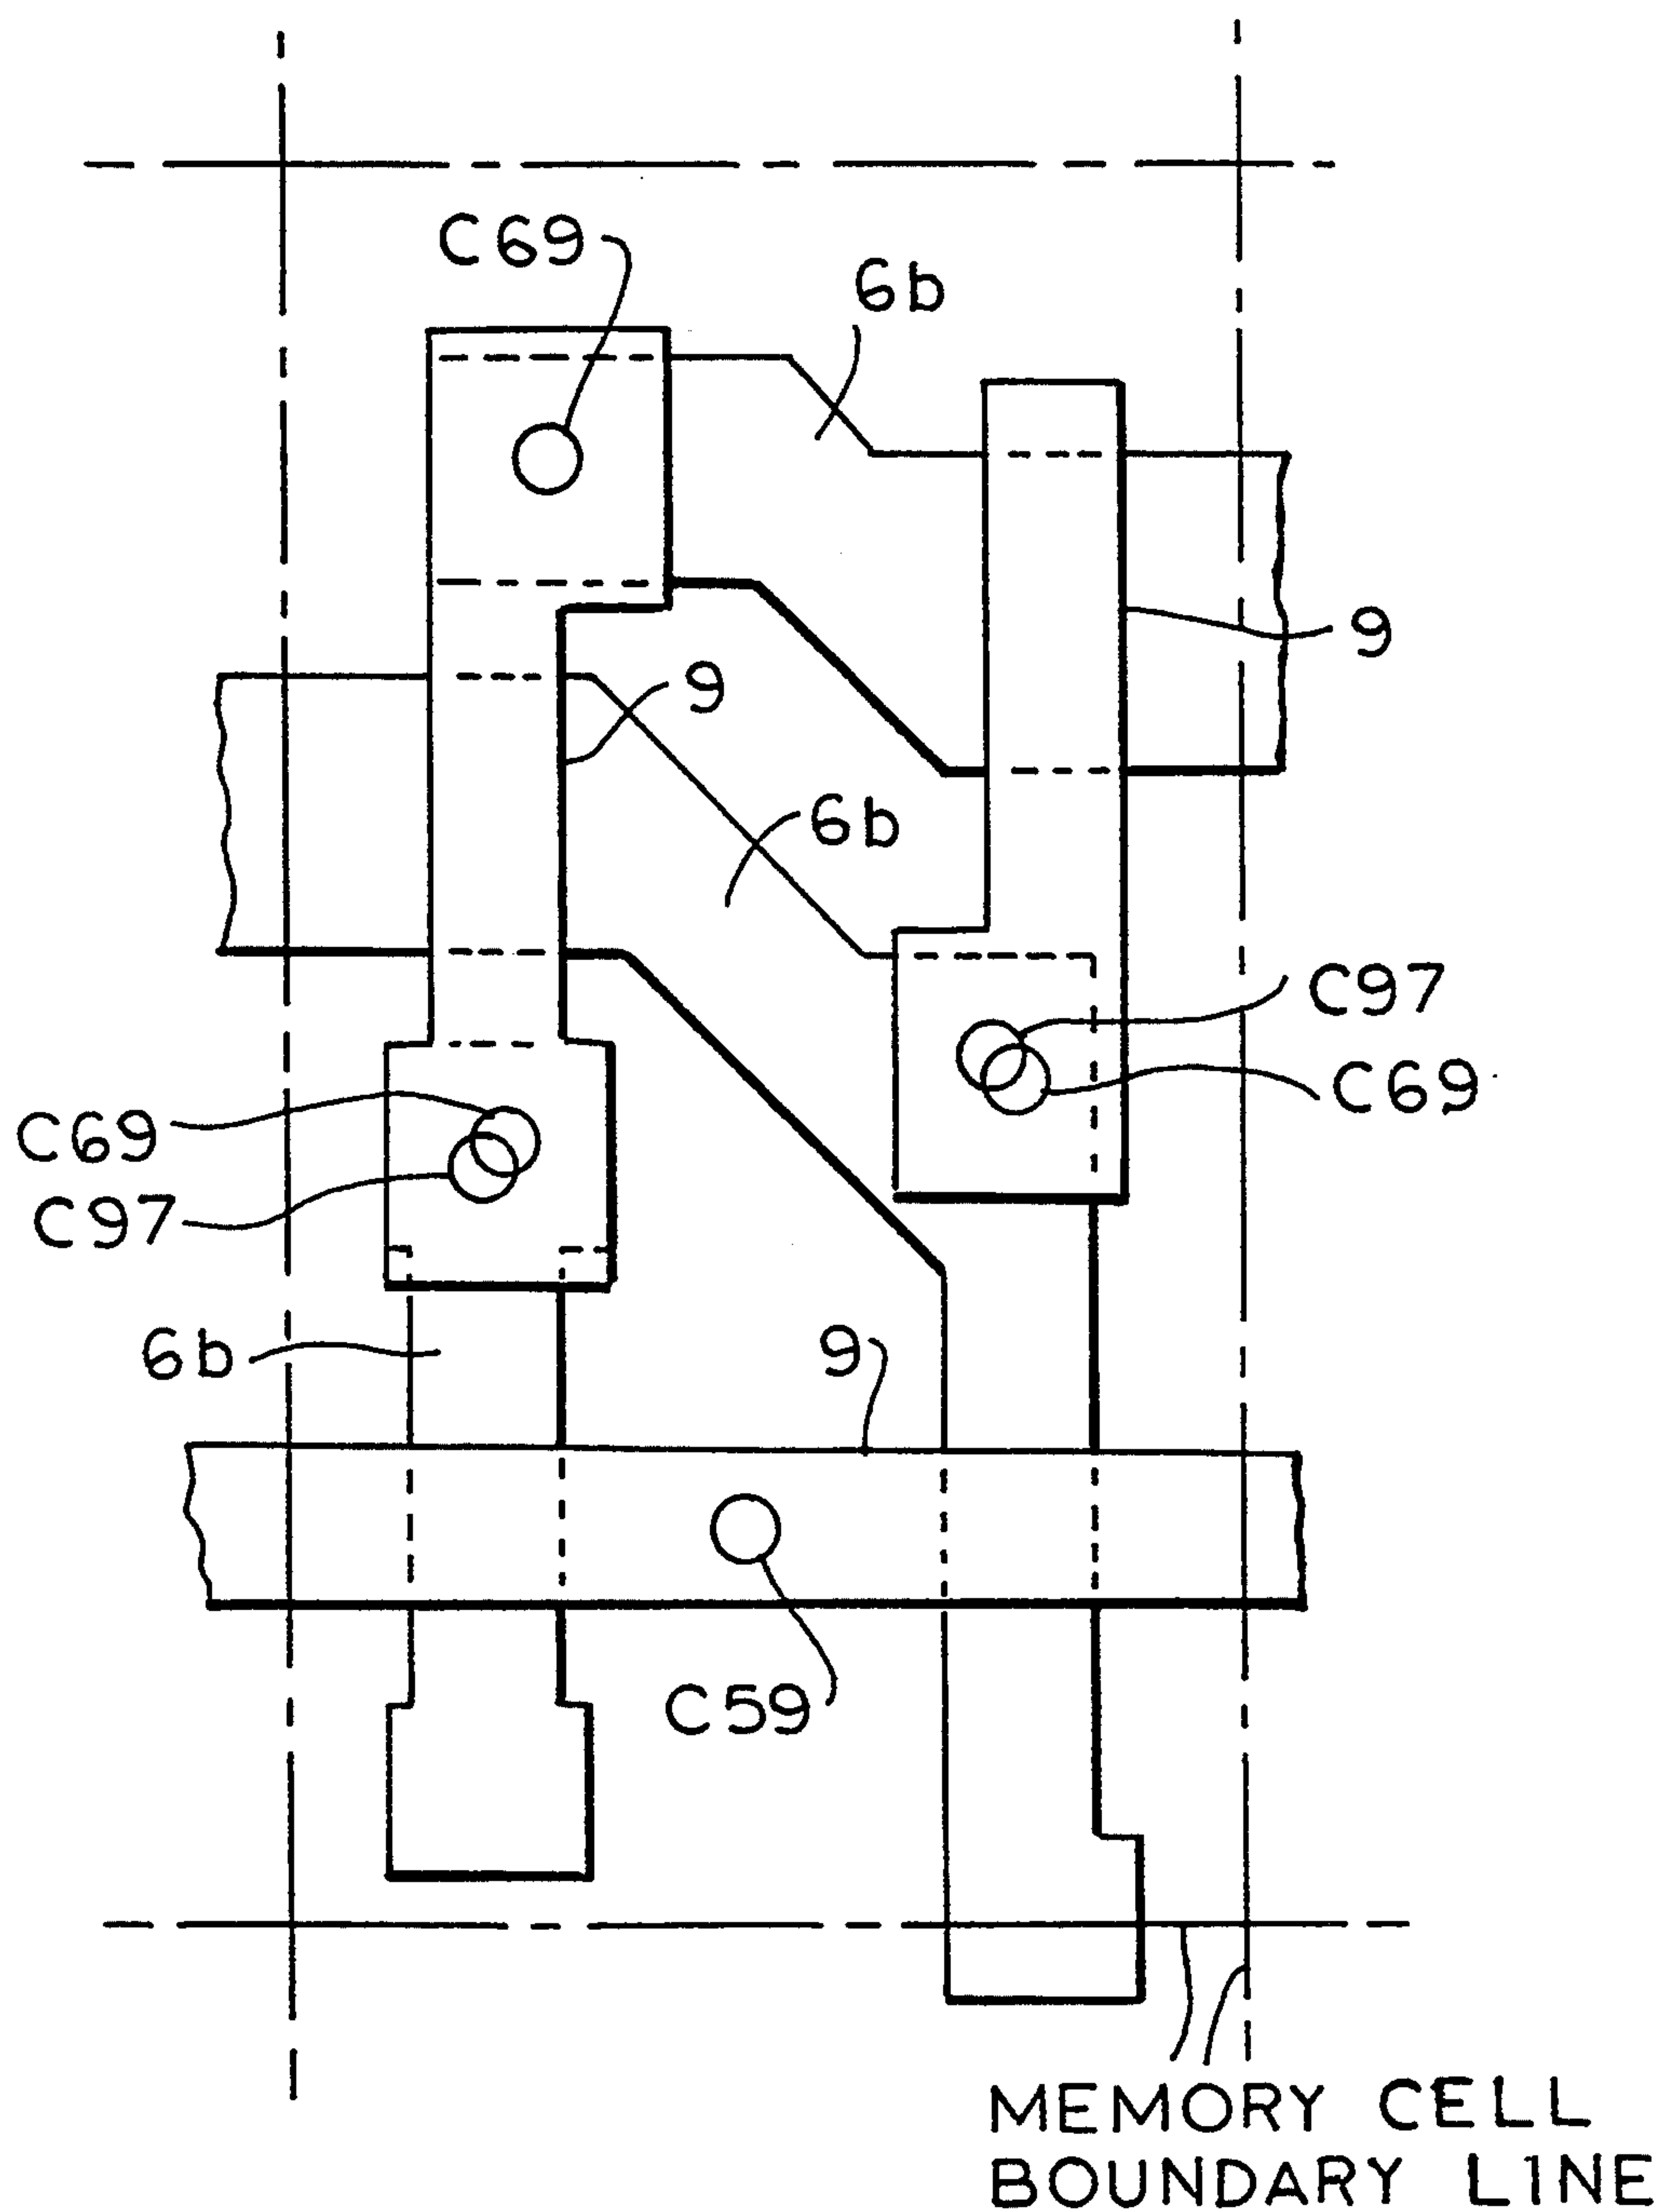 C69
6b
9
9
6b
C97
C69
C69
C97
6b
9
C59
MEMORY CELL
BOUNDARY LINE